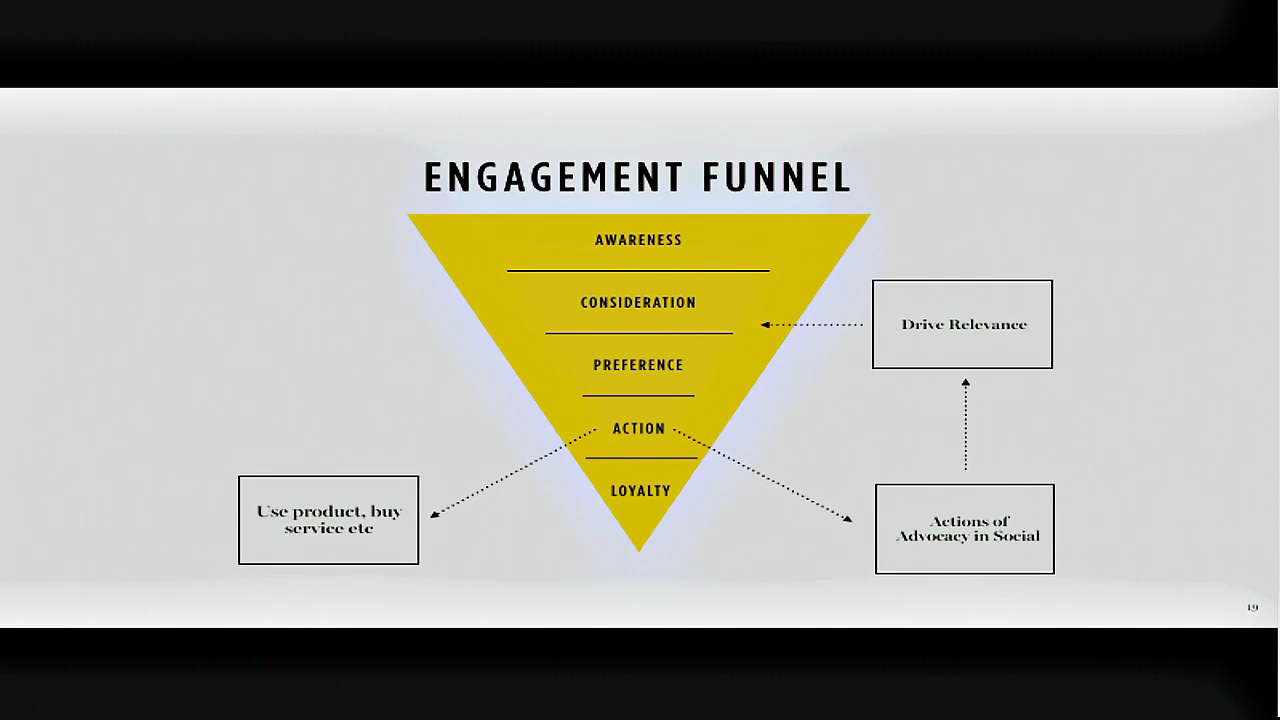 ENGAGEMENT FUNNEL
AWARENESS
CONSIDERATION
Drive Relevance
PREFERENCE
ACTION
LOYALTY
Use product, buy
service etc
Actions of
Advocacy in Social
19